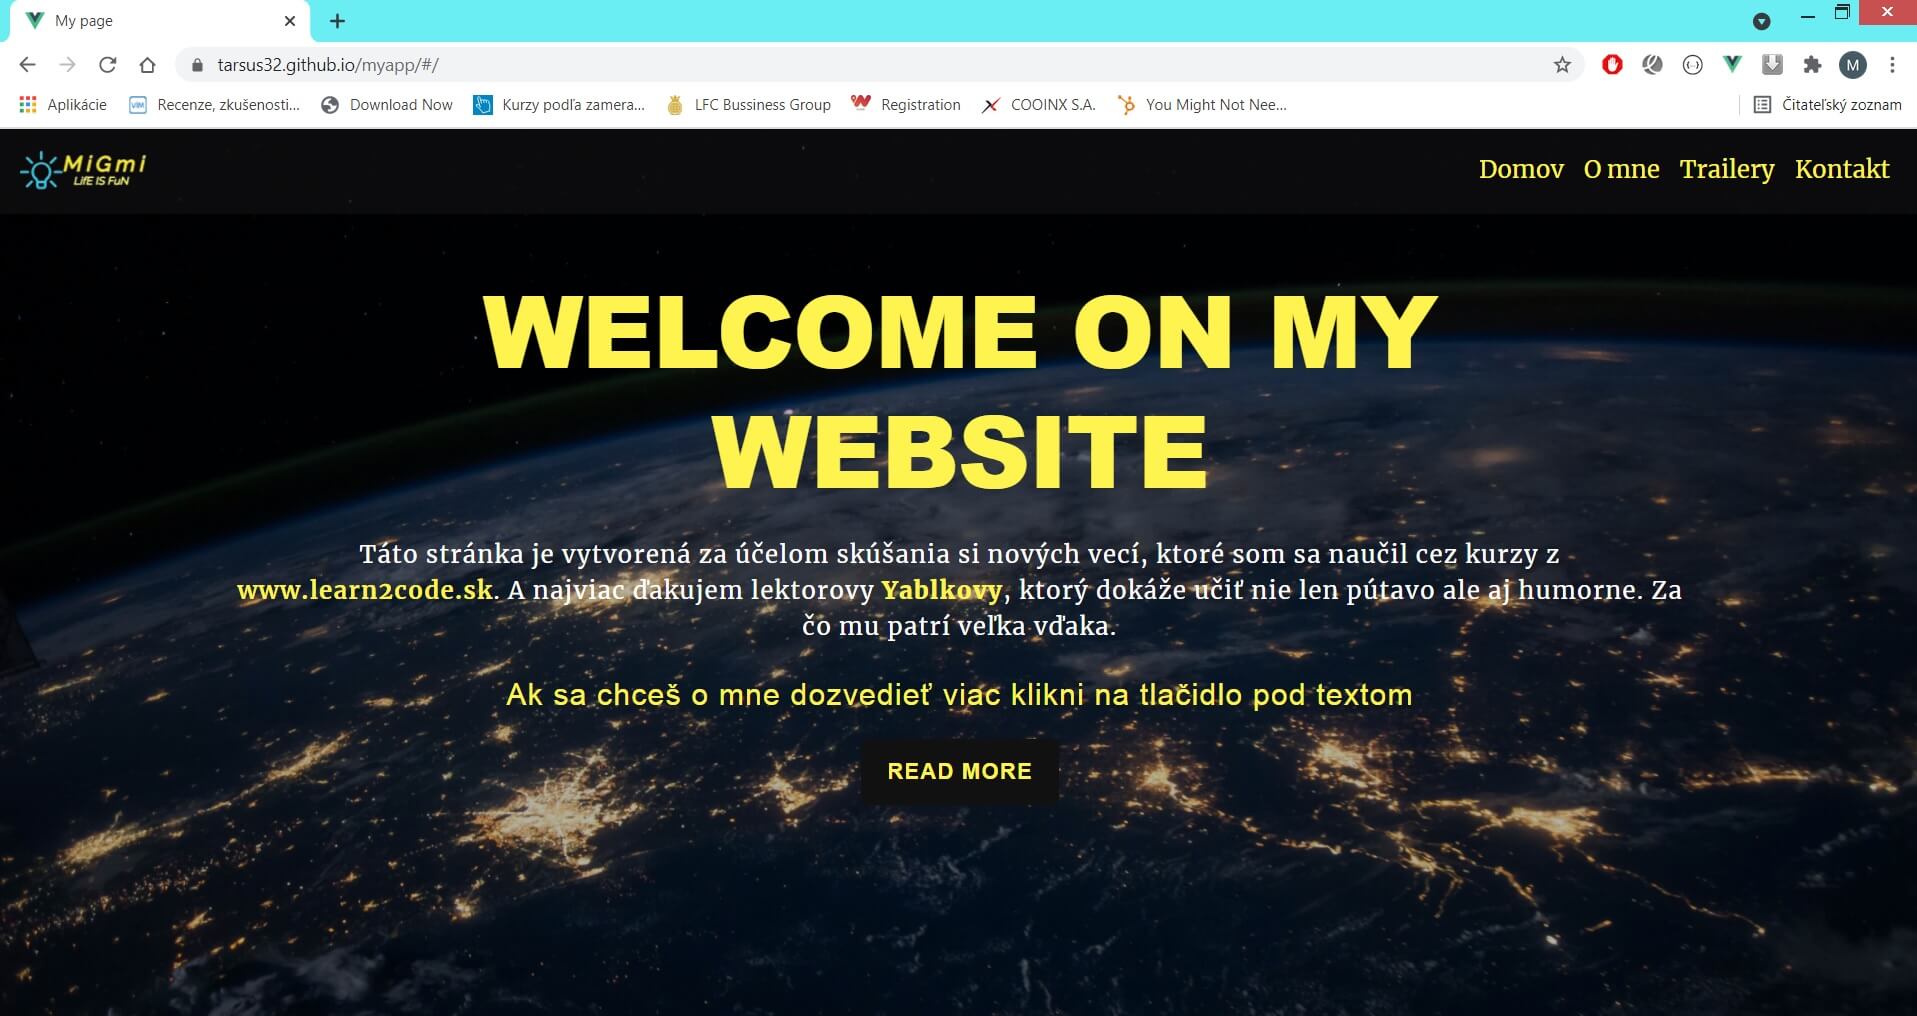 My page
tarsus32.github.io/myapp/#/
M
Aplikácie
Recenze, zkušenosti...
Download Now
Kurzy podľa zamera...
LFC Bussiness Group
Registration
COOINX S.A.
You Might Not Nee...
Čitateľský zoznam
MiGmi
LiFE IS FuN
Domov O mne Trailery Kontakt
WELCOME ON MY
WEBSITE
Táto stránka je vytvorená za účelom skúšania si nových vecí, ktoré som sa naučil cez kurzy z
www.learn2code.sk. A najviac ďakujem lektorovy Yablkovy, ktorý dokáže učiť nie len pútavo ale aj humorne. Za
čo mu patrí veľka vďaka.
Ak sa chceš o mne dozvedieť viac klikni na tlačidlo pod textom
READ MORE